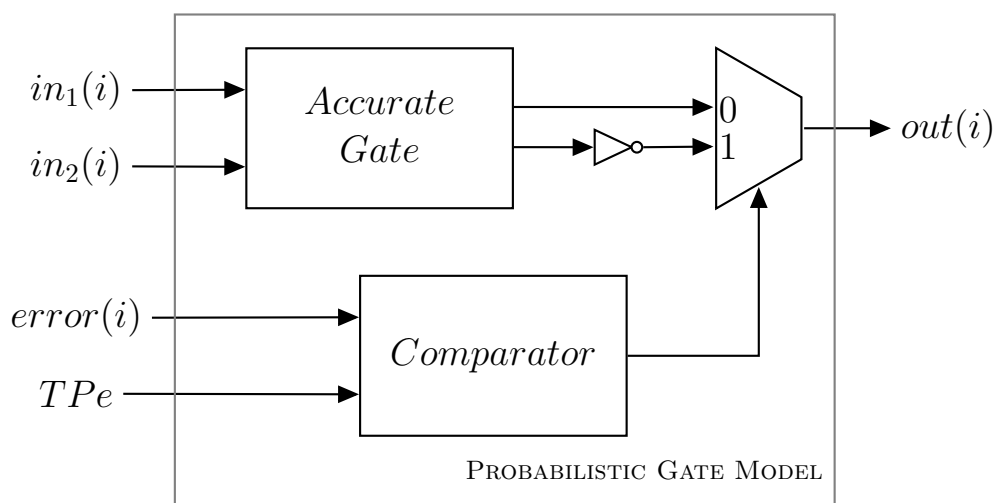 in₁(i)
in₂(i)
Accurate
Gate
0
1
out(i)
error(i)
TPe
Comparator
PROBABILISTIC GATE MODEL